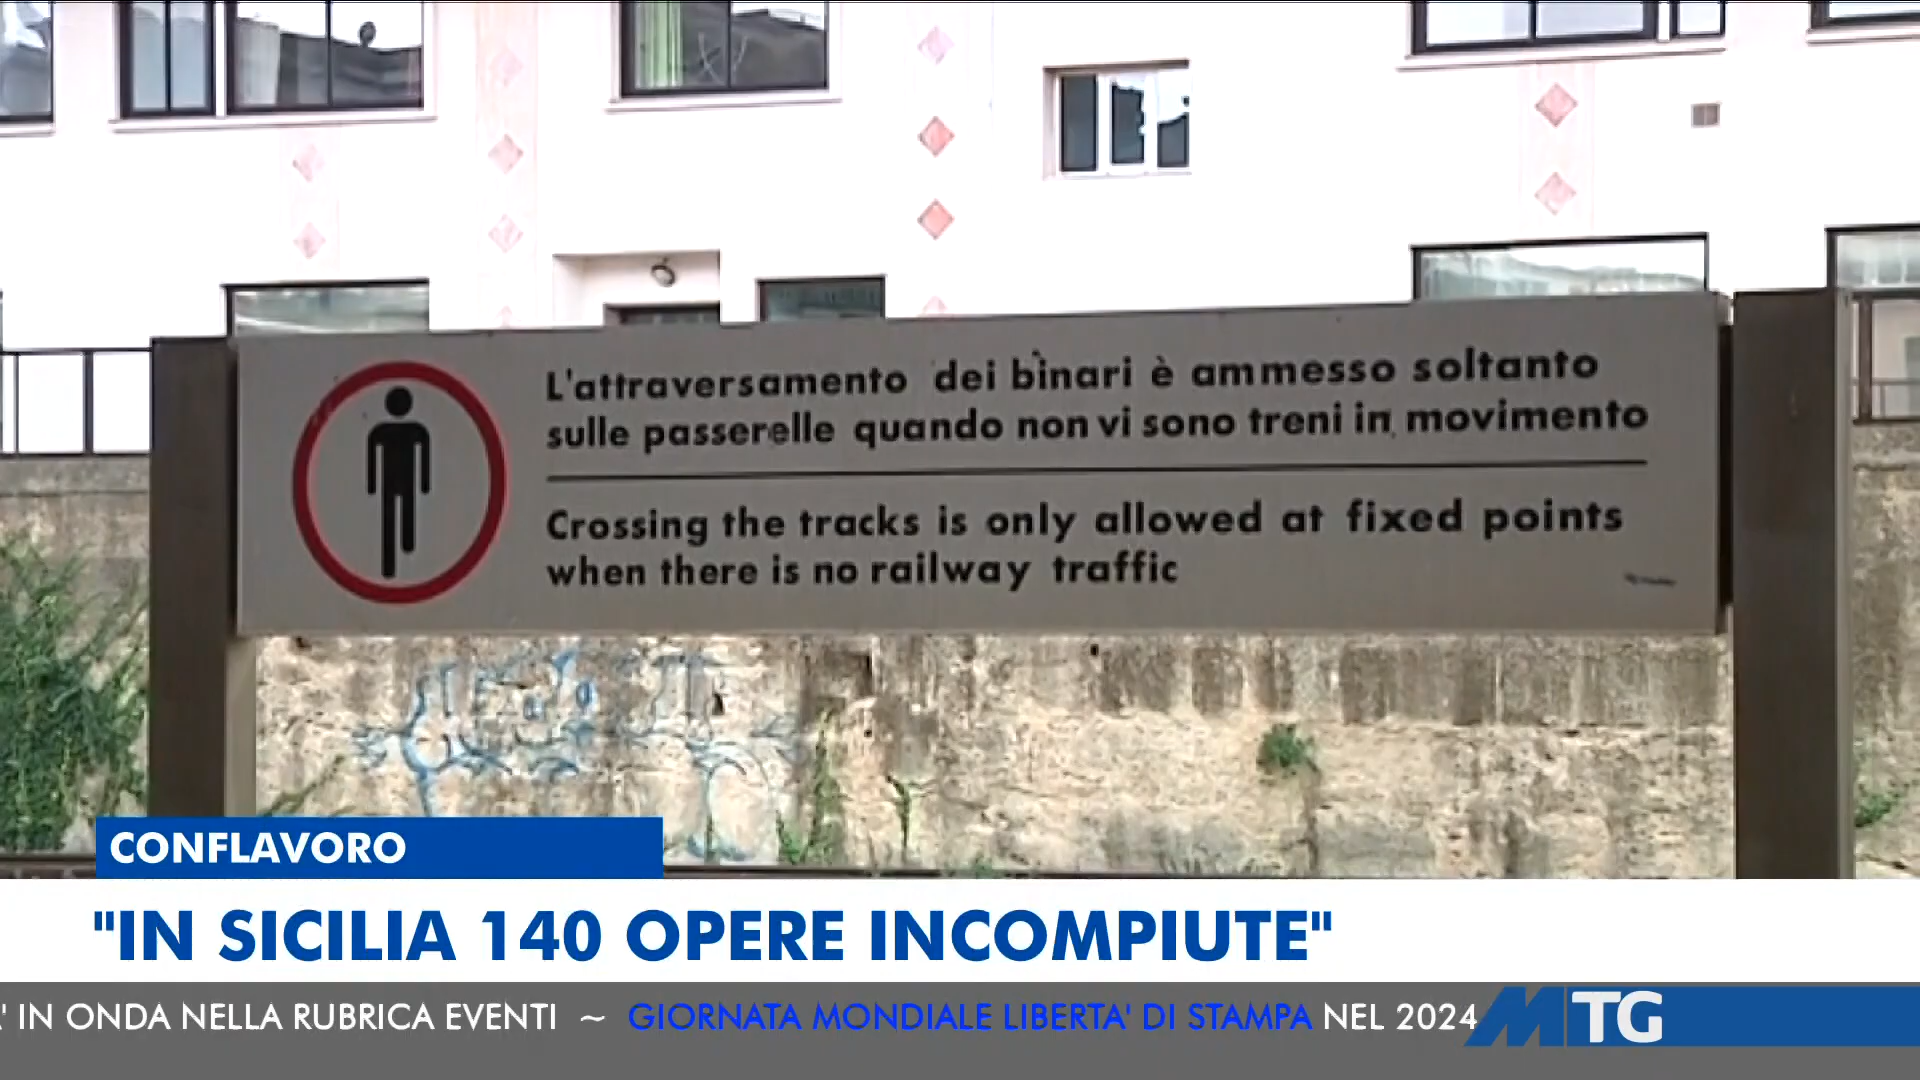 L'attraversamento dei binari è ammesso soltanto
sulle passerelle quando non vi sono treni in movimento
Crossing the tracks is only allowed at fixed points
when there is no railway traffic
CONFLAVORO
"IN SICILIA 140 OPERE INCOMPIUTE"
' IN ONDA NELLA RUBRICA EVENTI ~ GIORNATA MONDIALE LIBERTA' DI STAMPA NEL 2024
MTG